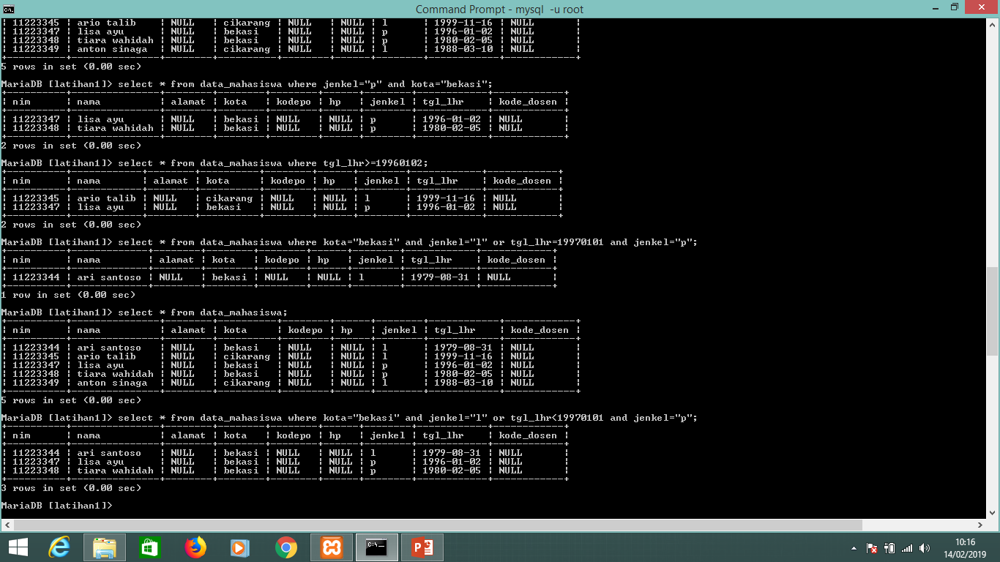 Command Prompt - mysql -u root
| 11223345 | ario talib | NULL | cikarang | NULL | NULL | l | 1999-11-16 | NULL |
| 11223347 | lisa ayu | NULL | bekasi | NULL | NULL | p | 1996-01-02 | NULL |
| 11223348 | tiara wahidah | NULL | bekasi | NULL | NULL | p | 1980-02-05 | NULL |
| 11223349 | anton sinaga | NULL | cikarang | NULL | NULL | l | 1988-03-10 | NULL |
5 rows in set (0.00 sec)
MariaDB [latihan1]> select * from data_mahasiswa where jenkel="p" and kota="bekasi";
| nim | nama | alamat | kota | kodepo | hp | jenkel | tgl_lhr | kode_dosen |
| 11223347 | lisa ayu | NULL | bekasi | NULL | NULL | p | 1996-01-02 | NULL |
| 11223348 | tiara wahidah | NULL | bekasi | NULL | NULL | p | 1980-02-05 | NULL |
2 rows in set (0.00 sec)
MariaDB [latihan1]> select * from data_mahasiswa where tgl_lhr>=19960102;
| nim | nama | alamat | kota | kodepo | hp | jenkel | tgl_lhr | kode_dosen |
| 11223345 | ario talib | NULL | cikarang | NULL | NULL | l | 1999-11-16 | NULL |
| 11223347 | lisa ayu | NULL | bekasi | NULL | NULL | p | 1996-01-02 | NULL |
2 rows in set (0.00 sec)
MariaDB [latihan1]> select * from data_mahasiswa where kota="bekasi" and jenkel="l" or tgl_lhr=19970101 and jenkel="p";
| nim | nama | alamat | kota | kodepo | hp | jenkel | tgl_lhr | kode_dosen |
| 11223344 | ari santoso | NULL | bekasi | NULL | NULL | l | 1979-08-31 | NULL |
1 row in set (0.00 sec)
MariaDB [latihan1]> select * from data_mahasiswa;
| nim | nama | alamat | kota | kodepo | hp | jenkel | tgl_lhr | kode_dosen |
| 11223344 | ari santoso | NULL | bekasi | NULL | NULL | l | 1979-08-31 | NULL |
| 11223345 | ario talib | NULL | cikarang | NULL | NULL | l | 1999-11-16 | NULL |
| 11223347 | lisa ayu | NULL | bekasi | NULL | NULL | p | 1996-01-02 | NULL |
| 11223348 | tiara wahidah | NULL | bekasi | NULL | NULL | p | 1980-02-05 | NULL |
| 11223349 | anton sinaga | NULL | cikarang | NULL | NULL | l | 1988-03-10 | NULL |
5 rows in set (0.00 sec)
MariaDB [latihan1]> select * from data_mahasiswa where kota="bekasi" and jenkel="l" or tgl_lhr<19970101 and jenkel="p";
| nim | nama | alamat | kota | kodepo | hp | jenkel | tgl_lhr | kode_dosen |
| 11223344 | ari santoso | NULL | bekasi | NULL | NULL | l | 1979-08-31 | NULL |
| 11223347 | lisa ayu | NULL | bekasi | NULL | NULL | p | 1996-01-02 | NULL |
| 11223348 | tiara wahidah | NULL | bekasi | NULL | NULL | p | 1980-02-05 | NULL |
3 rows in set (0.00 sec)
MariaDB [latihan1]>
10:16
14/02/2019